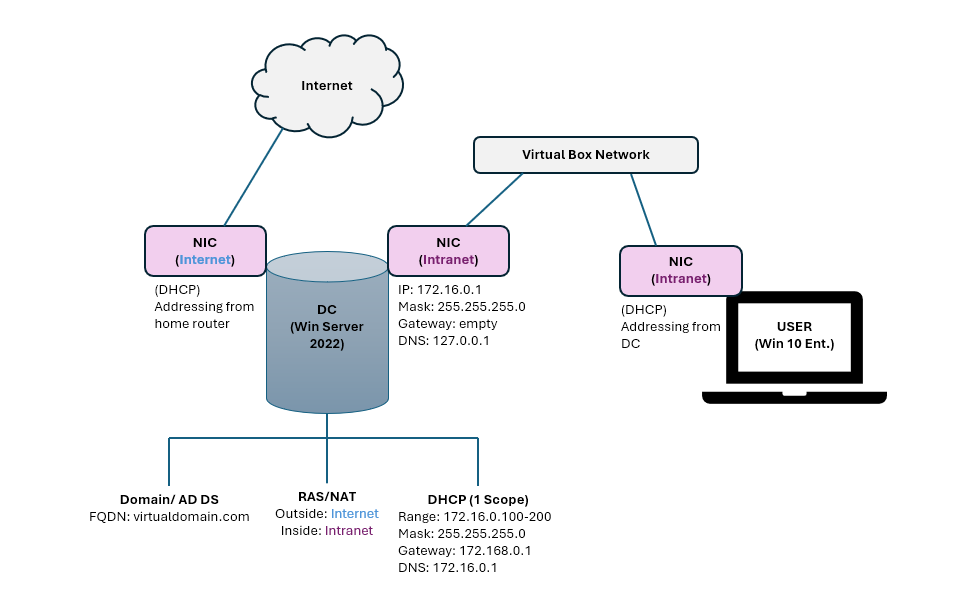 Internet
Virtual Box Network
NIC
(Internet)
(DHCP)
Addressing from
home router
DC
(Win Server
2022)
NIC
(Intranet)
IP: 172.16.0.1
Mask: 255.255.255.0
Gateway: empty
DNS: 127.0.0.1
NIC
(Intranet)
(DHCP)
Addressing from
DC
USER
(Win 10 Ent.)
Domain/ AD DS
FQDN: virtualdomain.com
RAS/NAT
Outside: Internet
Inside: Intranet
DHCP (1 Scope)
Range: 172.16.0.100-200
Mask: 255.255.255.0
Gateway: 172.168.0.1
DNS: 172.16.0.1